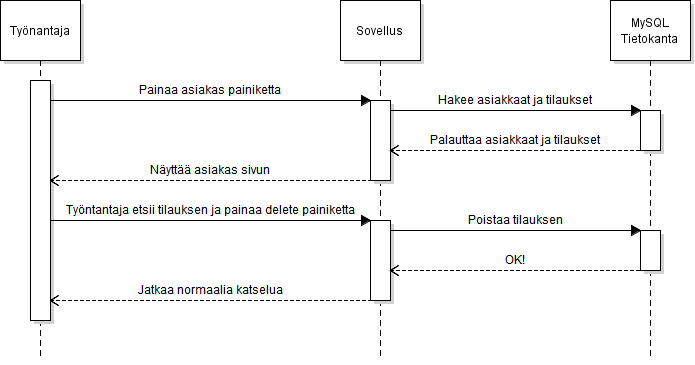 Työnantaja
Sovellus
MySQL
Tietokanta
Painaa asiakas painiketta
Hakee asiakkaat ja tilaukset
Palauttaa asiakkaat ja tilaukset
Näyttää asiakas sivun
Työntantaja etsii tilauksen ja painaa delete painiketta
Poistaa tilauksen
OK!
Jatkaa normaalia katselua